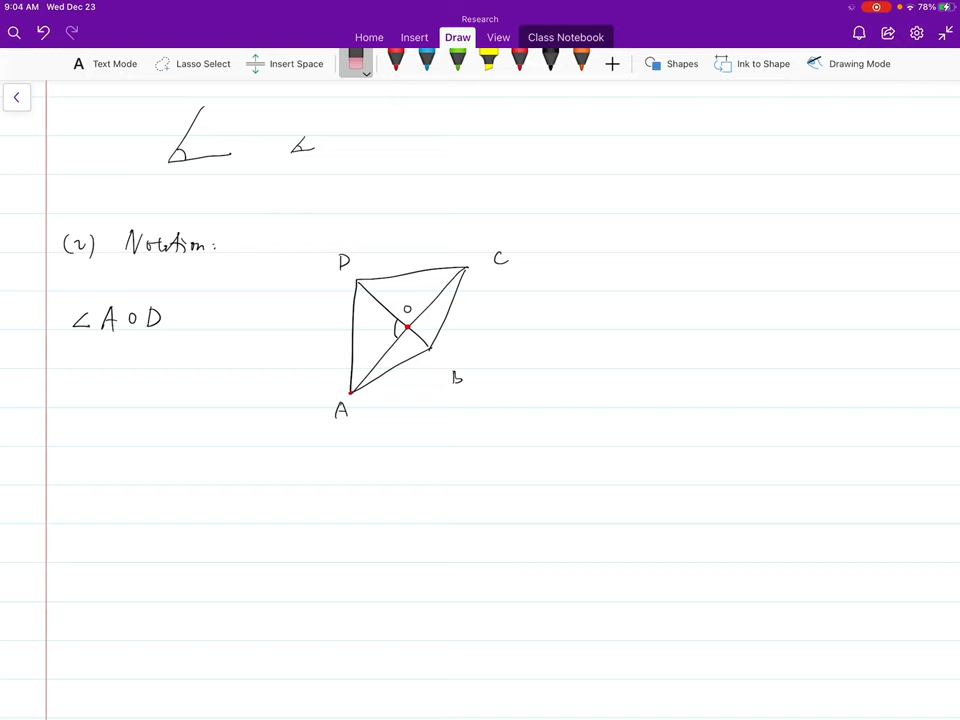 9:04 AM Wed Dec 23
78%
Research
Home Insert Draw View Class Notebook
Text Mode Lasso Select Insert Space Shapes Ink to Shape Drawing Mode
(2) Notation:
D C
∠AOD O
B
A